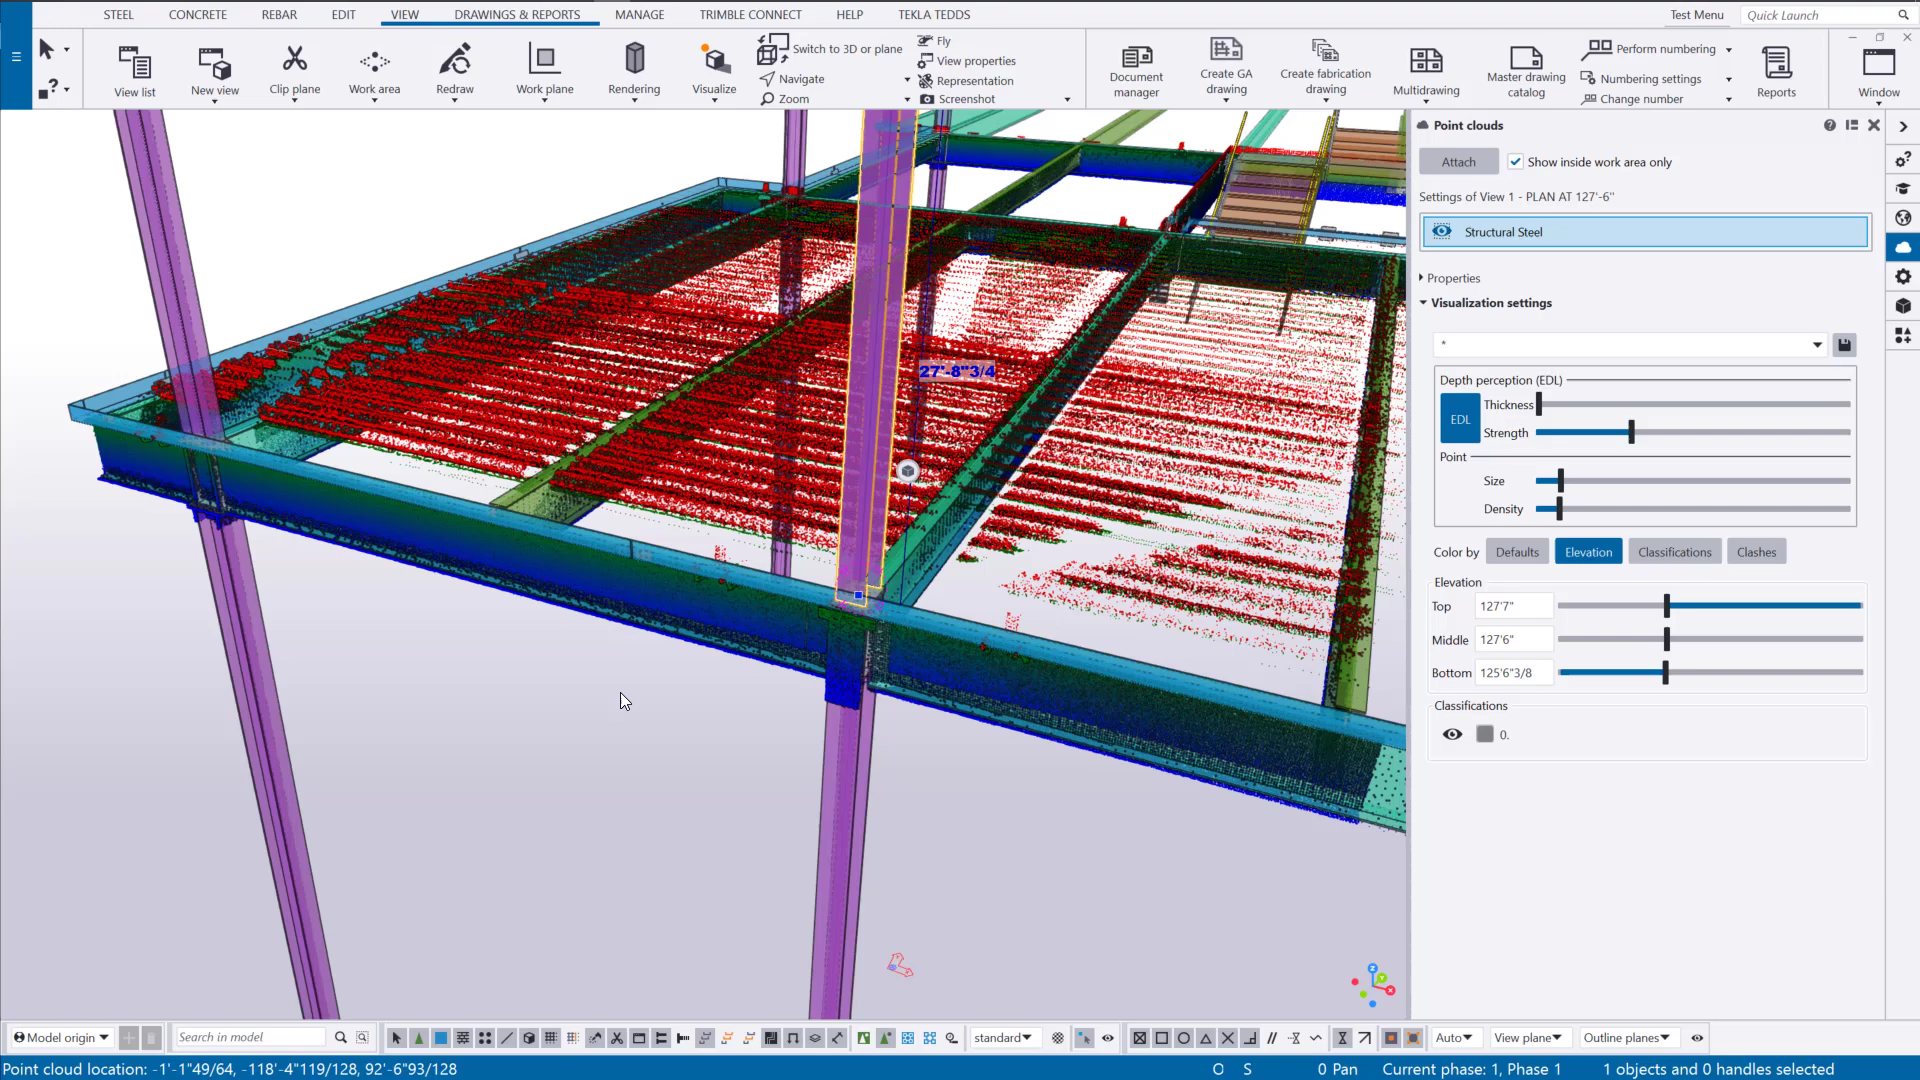 STEEL CONCRETE REBAR EDIT VIEW DRAWINGS & REPORTS MANAGE TRIMBLE CONNECT HELP TEKLA TEDDS Test Menu Quick Launch
View list
New view
Clip plane
Work area
Redraw
Work plane
Rendering
Visualize
Switch to 3D or plane
Navigate
Zoom
Fly
View properties
Representation
Screenshot
Document
manager
Create GA
drawing
Create fabrication
drawing
Multidrawing
Master drawing
catalog
Perform numbering
Numbering settings
Change number
Reports
Window
27'-8"3/4
Point clouds
Attach Show inside work area only
Settings of View 1 - PLAN AT 127'-6"
Structural Steel
Properties
Visualization settings
*
Depth perception (EDL)
EDL
Thickness
Strength
Point
Size
Density
Color by Defaults Elevation Classifications Clashes
Elevation
Top 127'7"
Middle 127'6"
Bottom 125'6"3/8
Classifications
0.
Model origin Search in model standard Auto View plane Outline planes
Point cloud location: -1'-1"49/64, -118'-4"119/128, 92'-6"93/128 O S 0 Pan Current phase: 1, Phase 1 1 objects and 0 handles selected